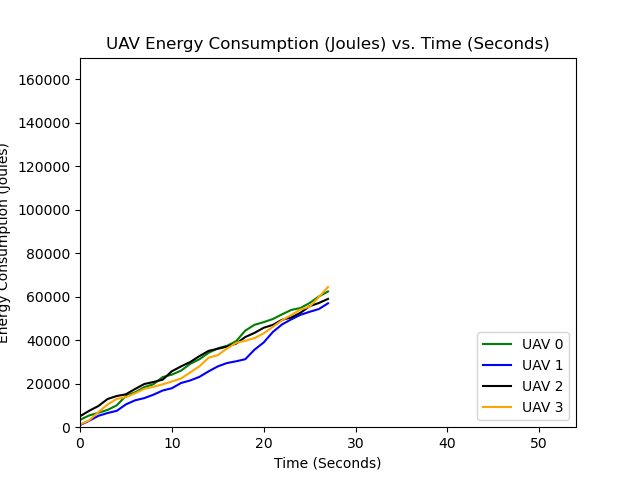 UAV Energy Consumption (Joules) vs. Time (Seconds)
160000
140000
120000
100000
80000
60000
40000
20000
0
Energy Consumption (Joules)
0 10 20 30 40 50
Time (Seconds)
UAV 0
UAV 1
UAV 2
UAV 3